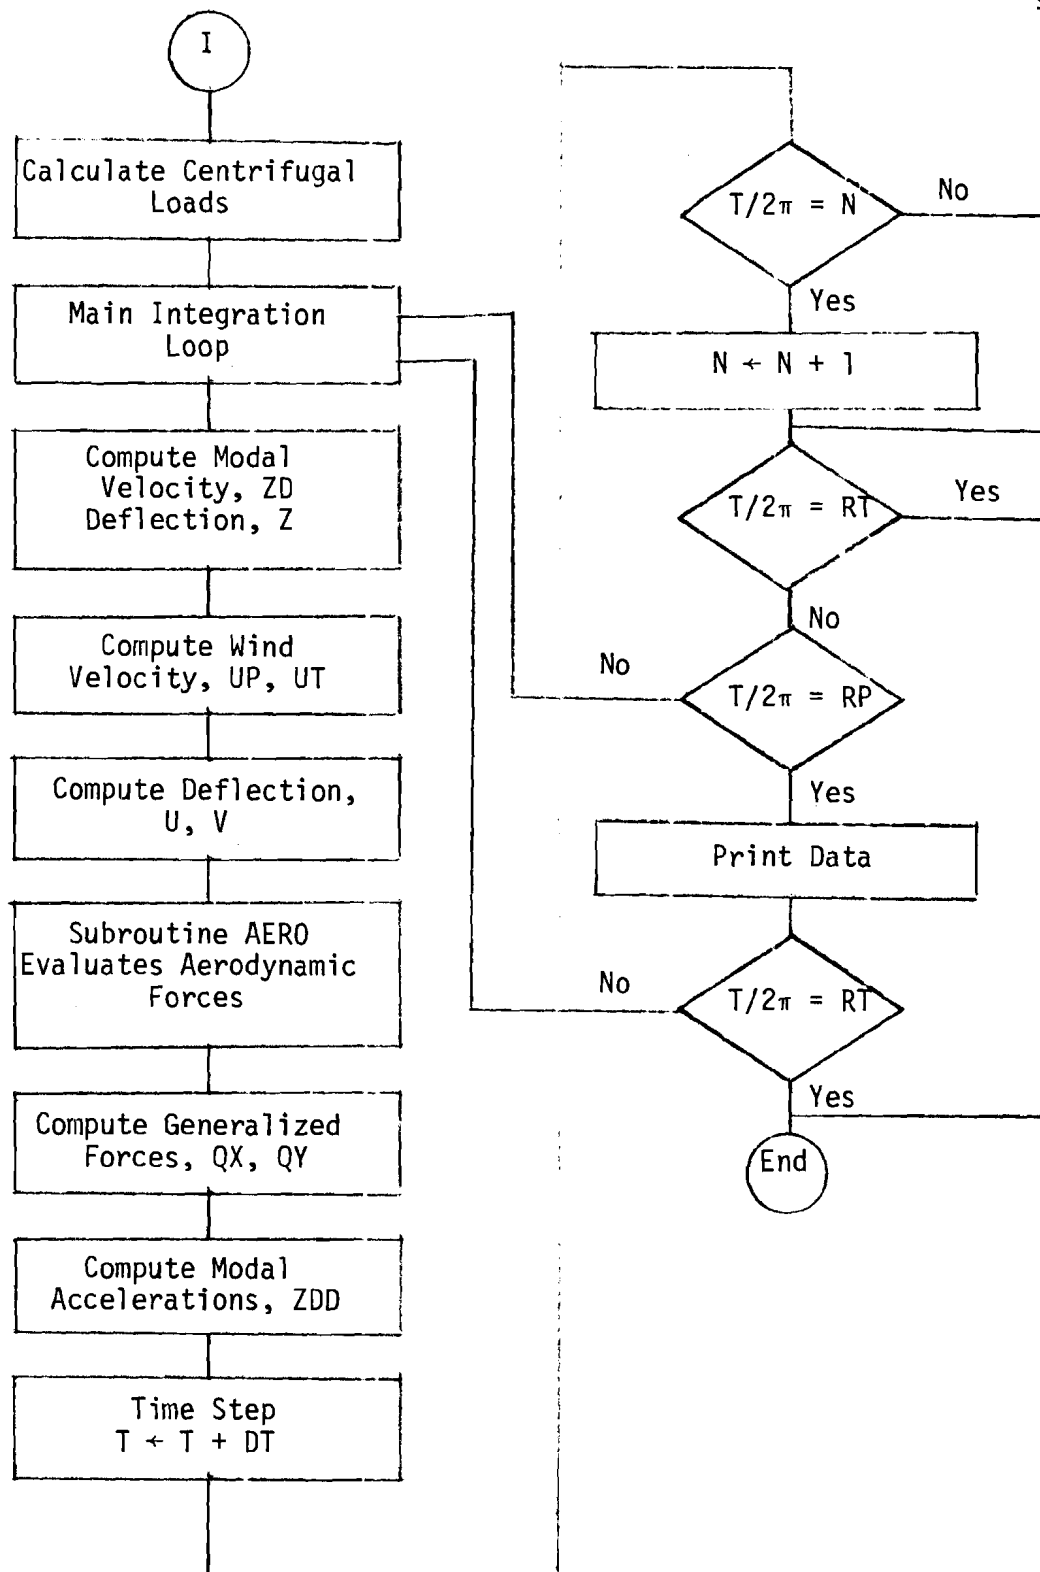 I
Calculate Centrifugal
Loads
Main Integration
Loop
Compute Modal
Velocity, ZD
Deflection, Z
Compute Wind
Velocity, UP, UT
Compute Deflection,
U, V
Subroutine AERO
Evaluates Aerodynamic
Forces
Compute Generalized
Forces, QX, QY
Compute Modal
Accelerations, ZDD
Time Step
T ← T + DT
T/2π = N
No
Yes
N ← N + 1
T/2π = RT
Yes
No
No
T/2π = RP
Yes
Print Data
No
T/2π = RT
Yes
End